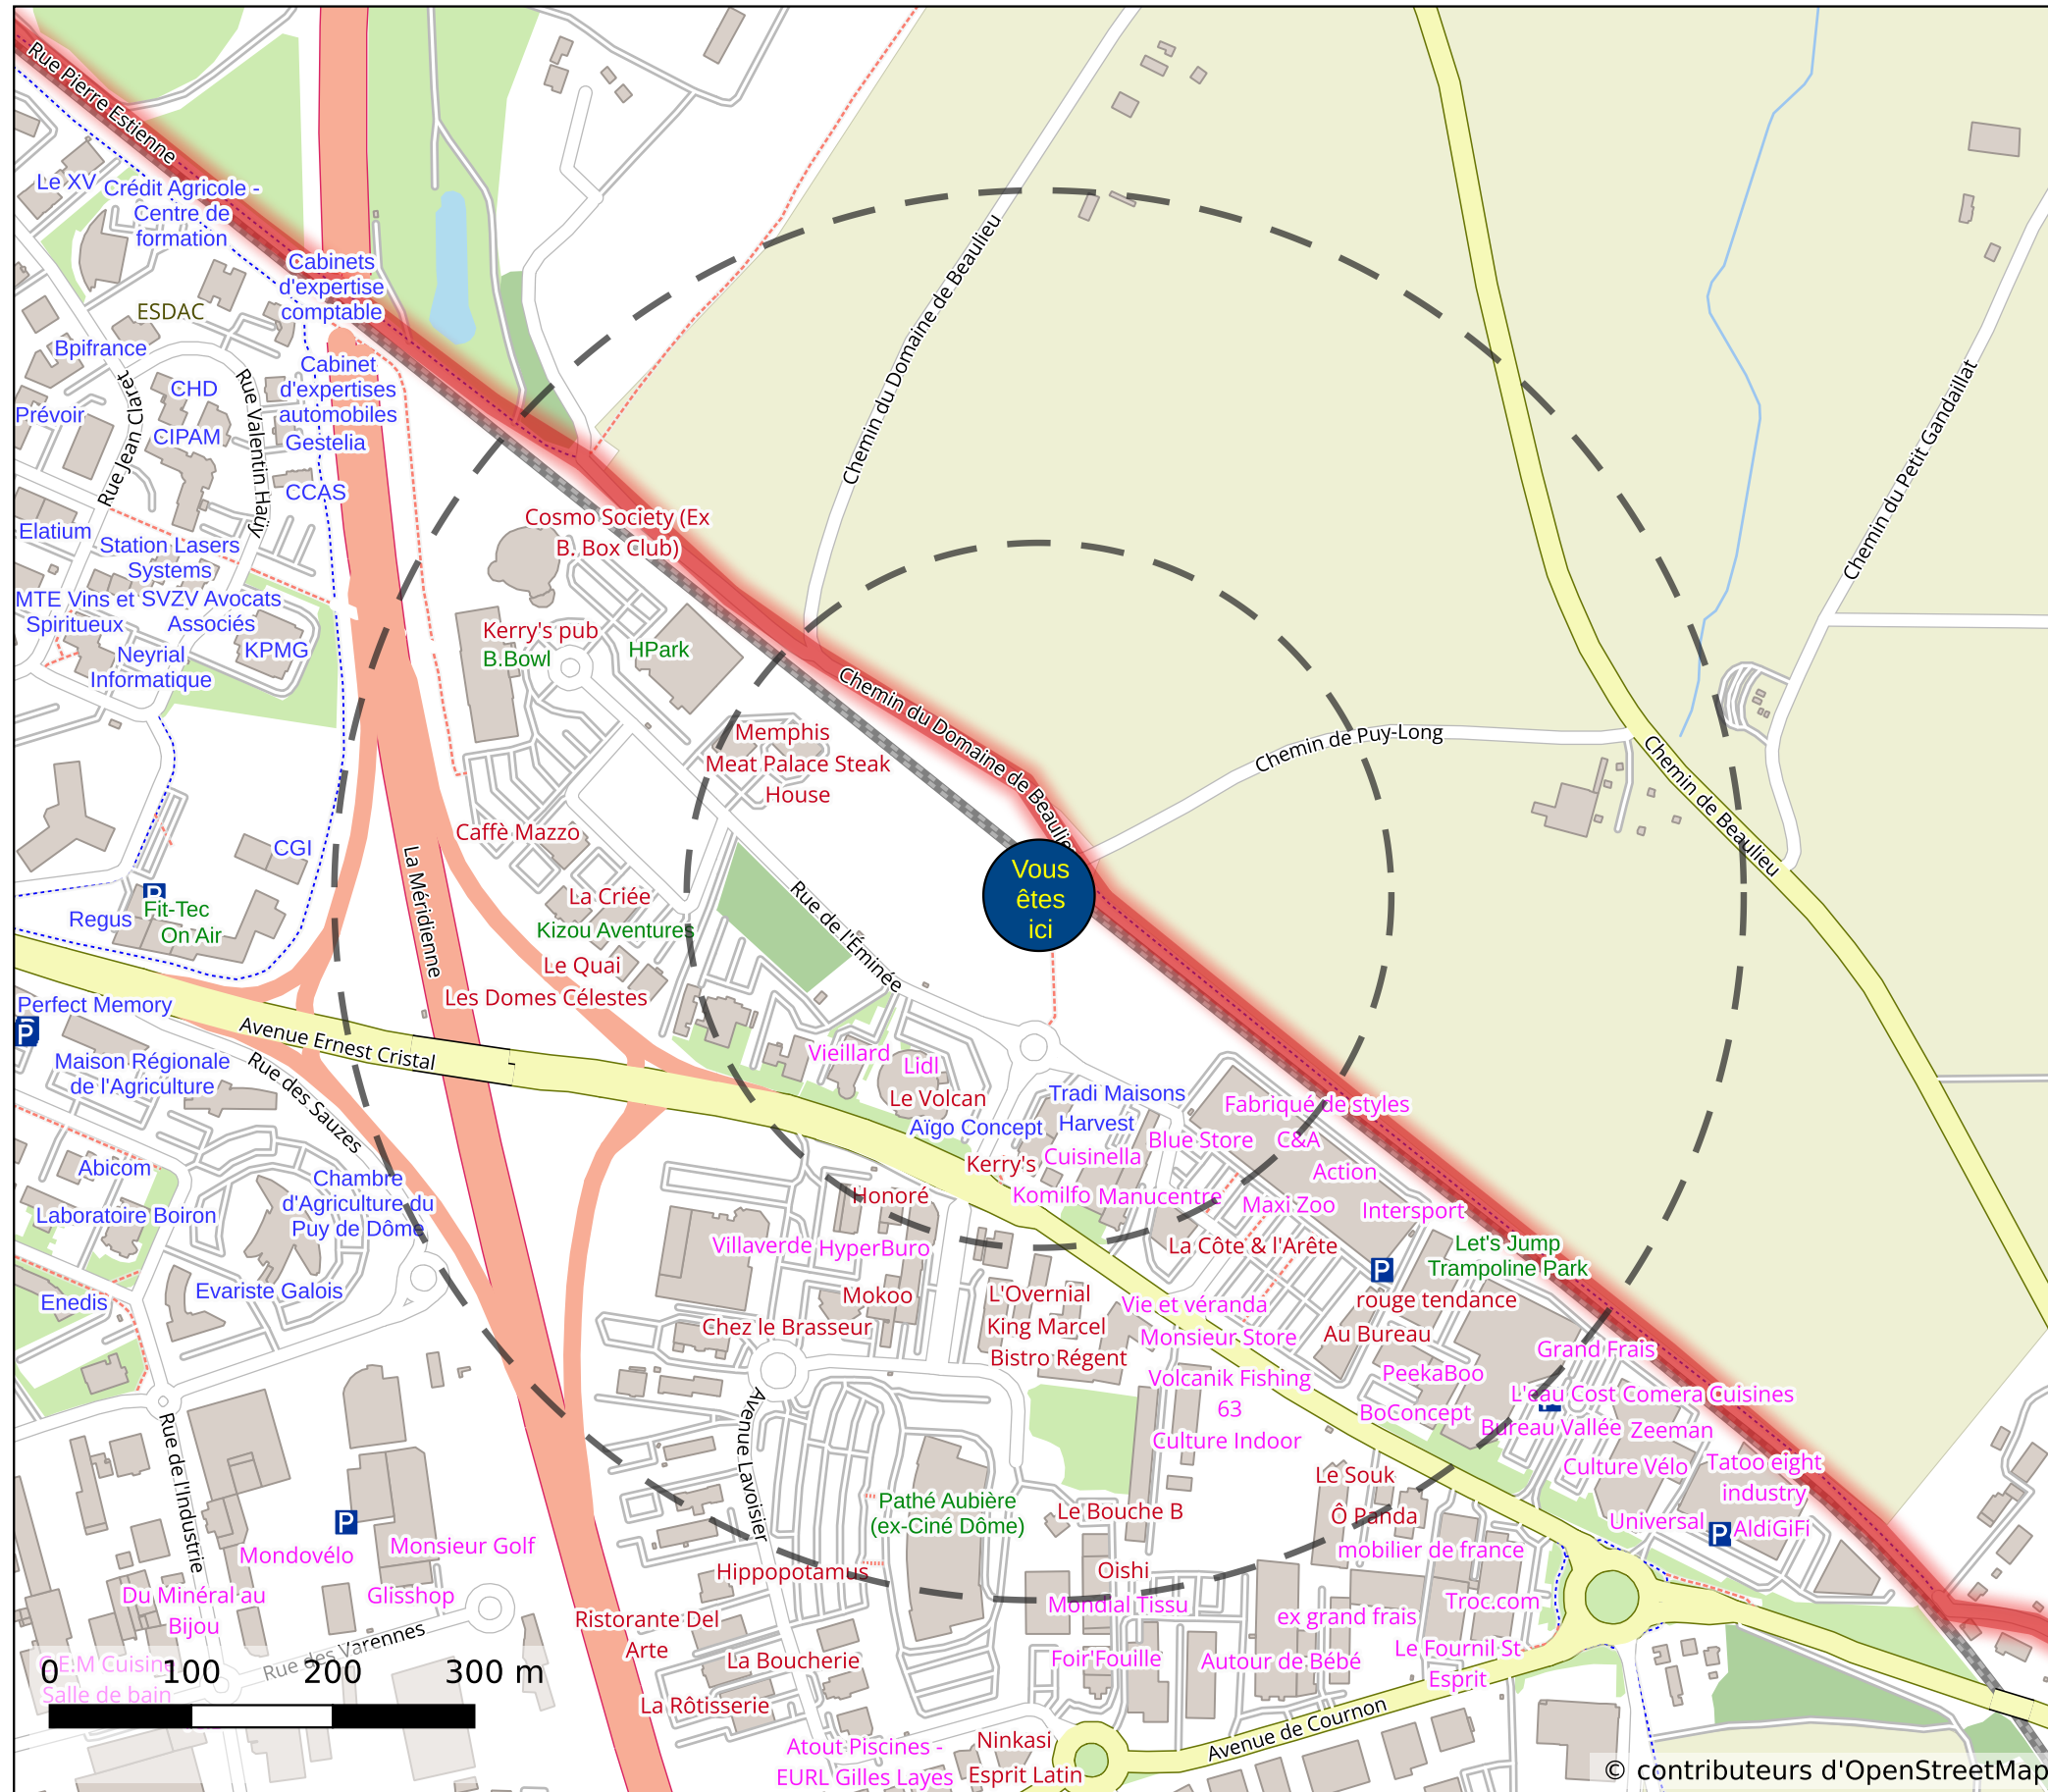 Rue Pierre Estienne
Le XV
Crédit Agricole -
Centre de
formation
Cabinets
d'expertise
comptable
ESDAC
Bpifrance
Cabinet
d'expertises
automobiles
CHD
Prévoir
CIPAM
Gestelia
Rue Jean Claret
Rue Valentin Haüy
CCAS
Elatium
Station Lasers
Systems
MTE Vins et
Spiritueux
SVZV Avocats
Associés
KPMG
Neyrial
Informatique
Chemin du Domaine de Beaulieu
Chemin du Petit Gandaillat
Cosmo Society (Ex
B. Box Club)
Kerry's pub
B.Bowl
HPark
Chemin du Domaine de Beaulieu
Chemin de Puy-Long
Chemin de Beaulieu
Memphis
Meat Palace Steak
House
Caffè Mazzo
CGI
La Méridienne
Vous
êtes
ici
La Criée
Rue de l'Éminée
P
Fit-Tec
Regus
On Air
Kizou Aventures
Le Quai
Les Domes Célestes
Perfect Memory
P
Avenue Ernest Cristal
Maison Régionale
de l'Agriculture
Rue des Sauzes
Vieillard
Lidl
Le Volcan
Tradi Maisons
Fabriqué de styles
Aïgo Concept
Harvest
Blue Store
C&A
Cuisinella
Kerry's
Action
Abicom
Chambre
d'Agriculture du
Puy de Dôme
Honoré
Komilfo
Manucentre
Maxi Zoo
Intersport
Laboratoire Boiron
Villaverde
HyperBuro
La Côte & l'Arête
Let's Jump
Trampoline Park
P
Evariste Galois
Enedis
Mokoo
L'Overnial
Vie et véranda
rouge tendance
Chez le Brasseur
King Marcel
Monsieur Store
Au Bureau
Grand Frais
Bistro Régent
Volcanik Fishing
63
PeekaBoo
L'eau Cost
Comera Cuisines
P
BoConcept
Bureau Vallée
Zeeman
Culture Indoor
Avenue Lavoisier
Rue de l'Industrie
Culture Vélo
Tatoo eight
industry
Le Souk
Pathé Aubière
(ex-Ciné Dôme)
Le Bouche B
Ô Panda
Universal
P
AldiGiFi
P
Mondovélo
Monsieur Golf
mobilier de france
Hippopotamus
Oishi
Du Minéral au
Bijou
Glisshop
Mondial Tissu
Troc.com
Ristorante Del
Arte
ex grand frais
Rue des Varennes
La Boucherie
Foir'Fouille
Autour de Bébé
Le Fournil St
Esprit
C.E.M Cuisine
Salle de bain
0 100 200 300 m
La Rôtisserie
Avenue de Cournon
Atout Piscines -
EURL Gilles Layes
Ninkasi
Esprit Latin
© contributeurs d'OpenStreetMap